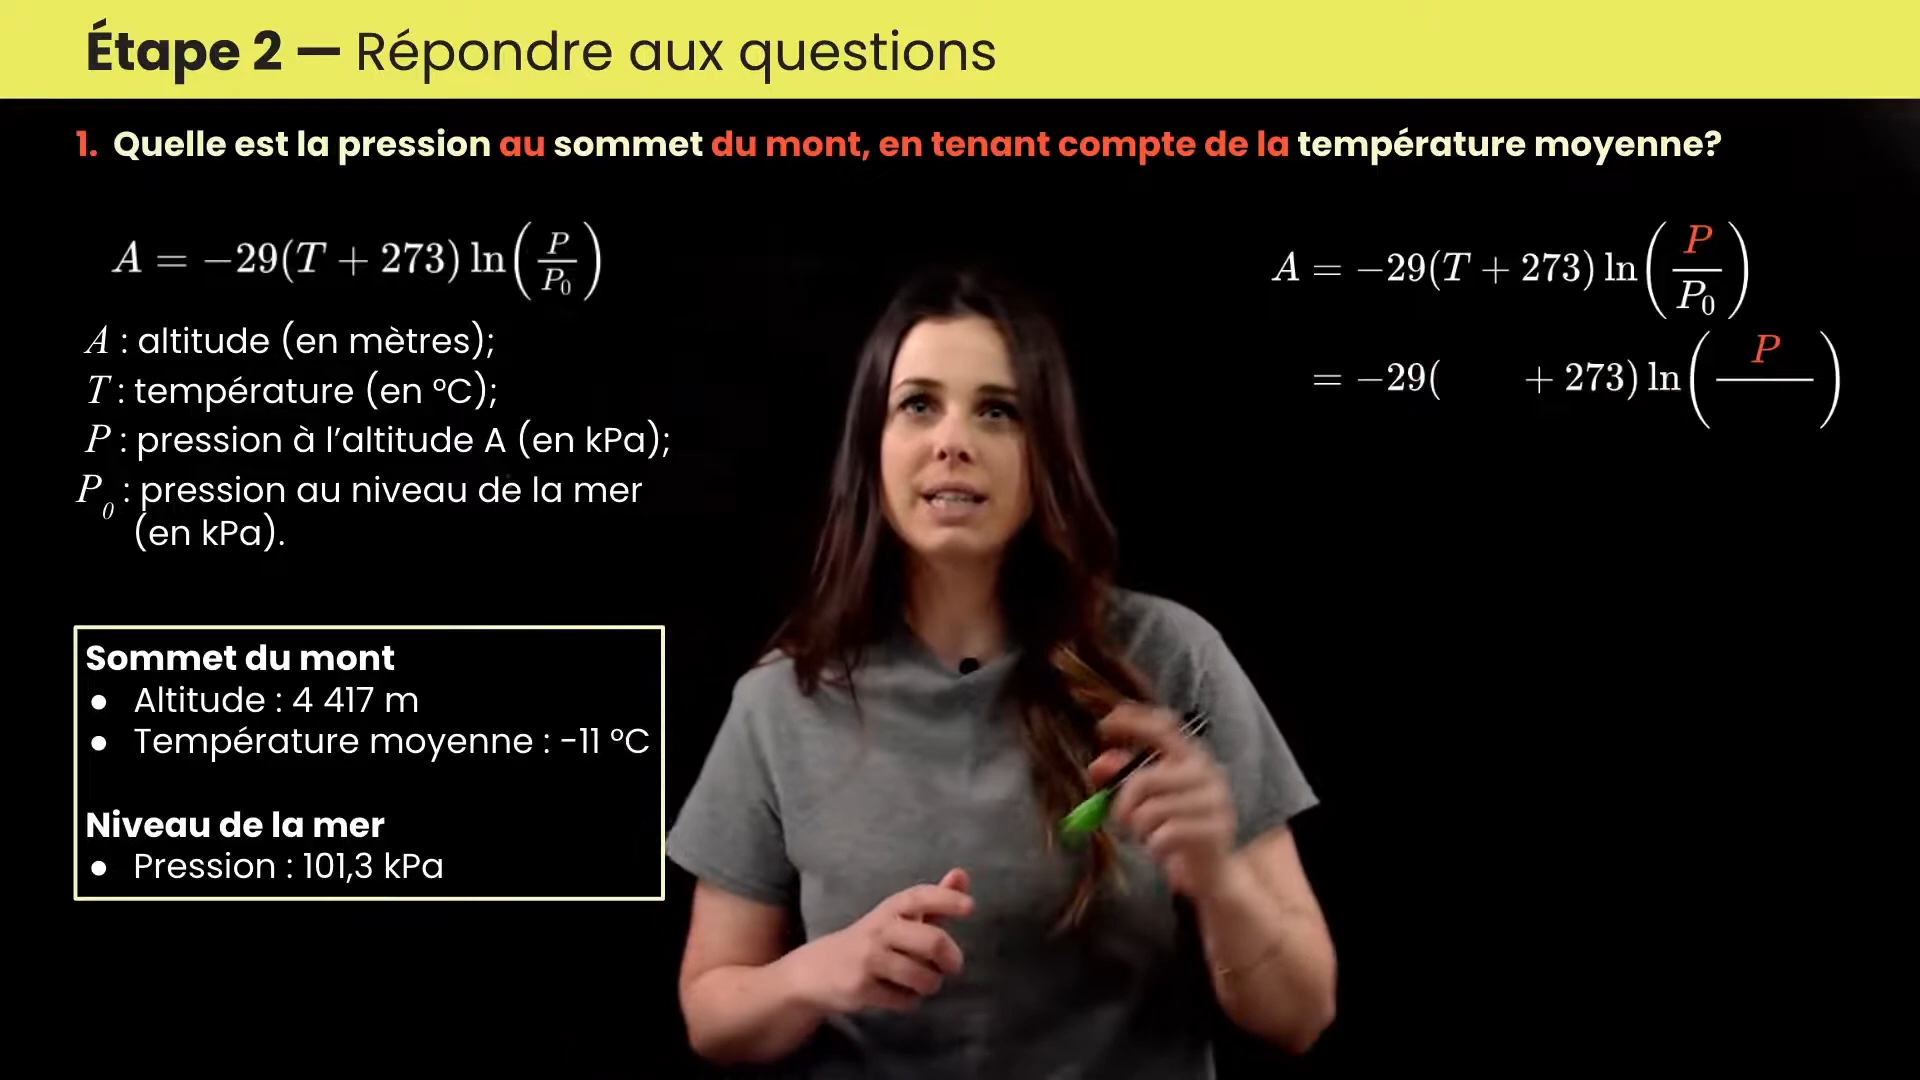 Étape 2 — Répondre aux questions
1. Quelle est la pression au sommet du mont, en tenant compte de la température moyenne?
A = −29(T + 273) ln(P/P₀)
A : altitude (en mètres);
T : température (en °C);
P : pression à l’altitude A (en kPa);
P₀ : pression au niveau de la mer
(en kPa).
Sommet du mont
● Altitude : 4 417 m
● Température moyenne : -11 °C
Niveau de la mer
● Pression : 101,3 kPa
A = −29(T + 273) ln(P/P₀)
= −29( + 273) ln(P/ )